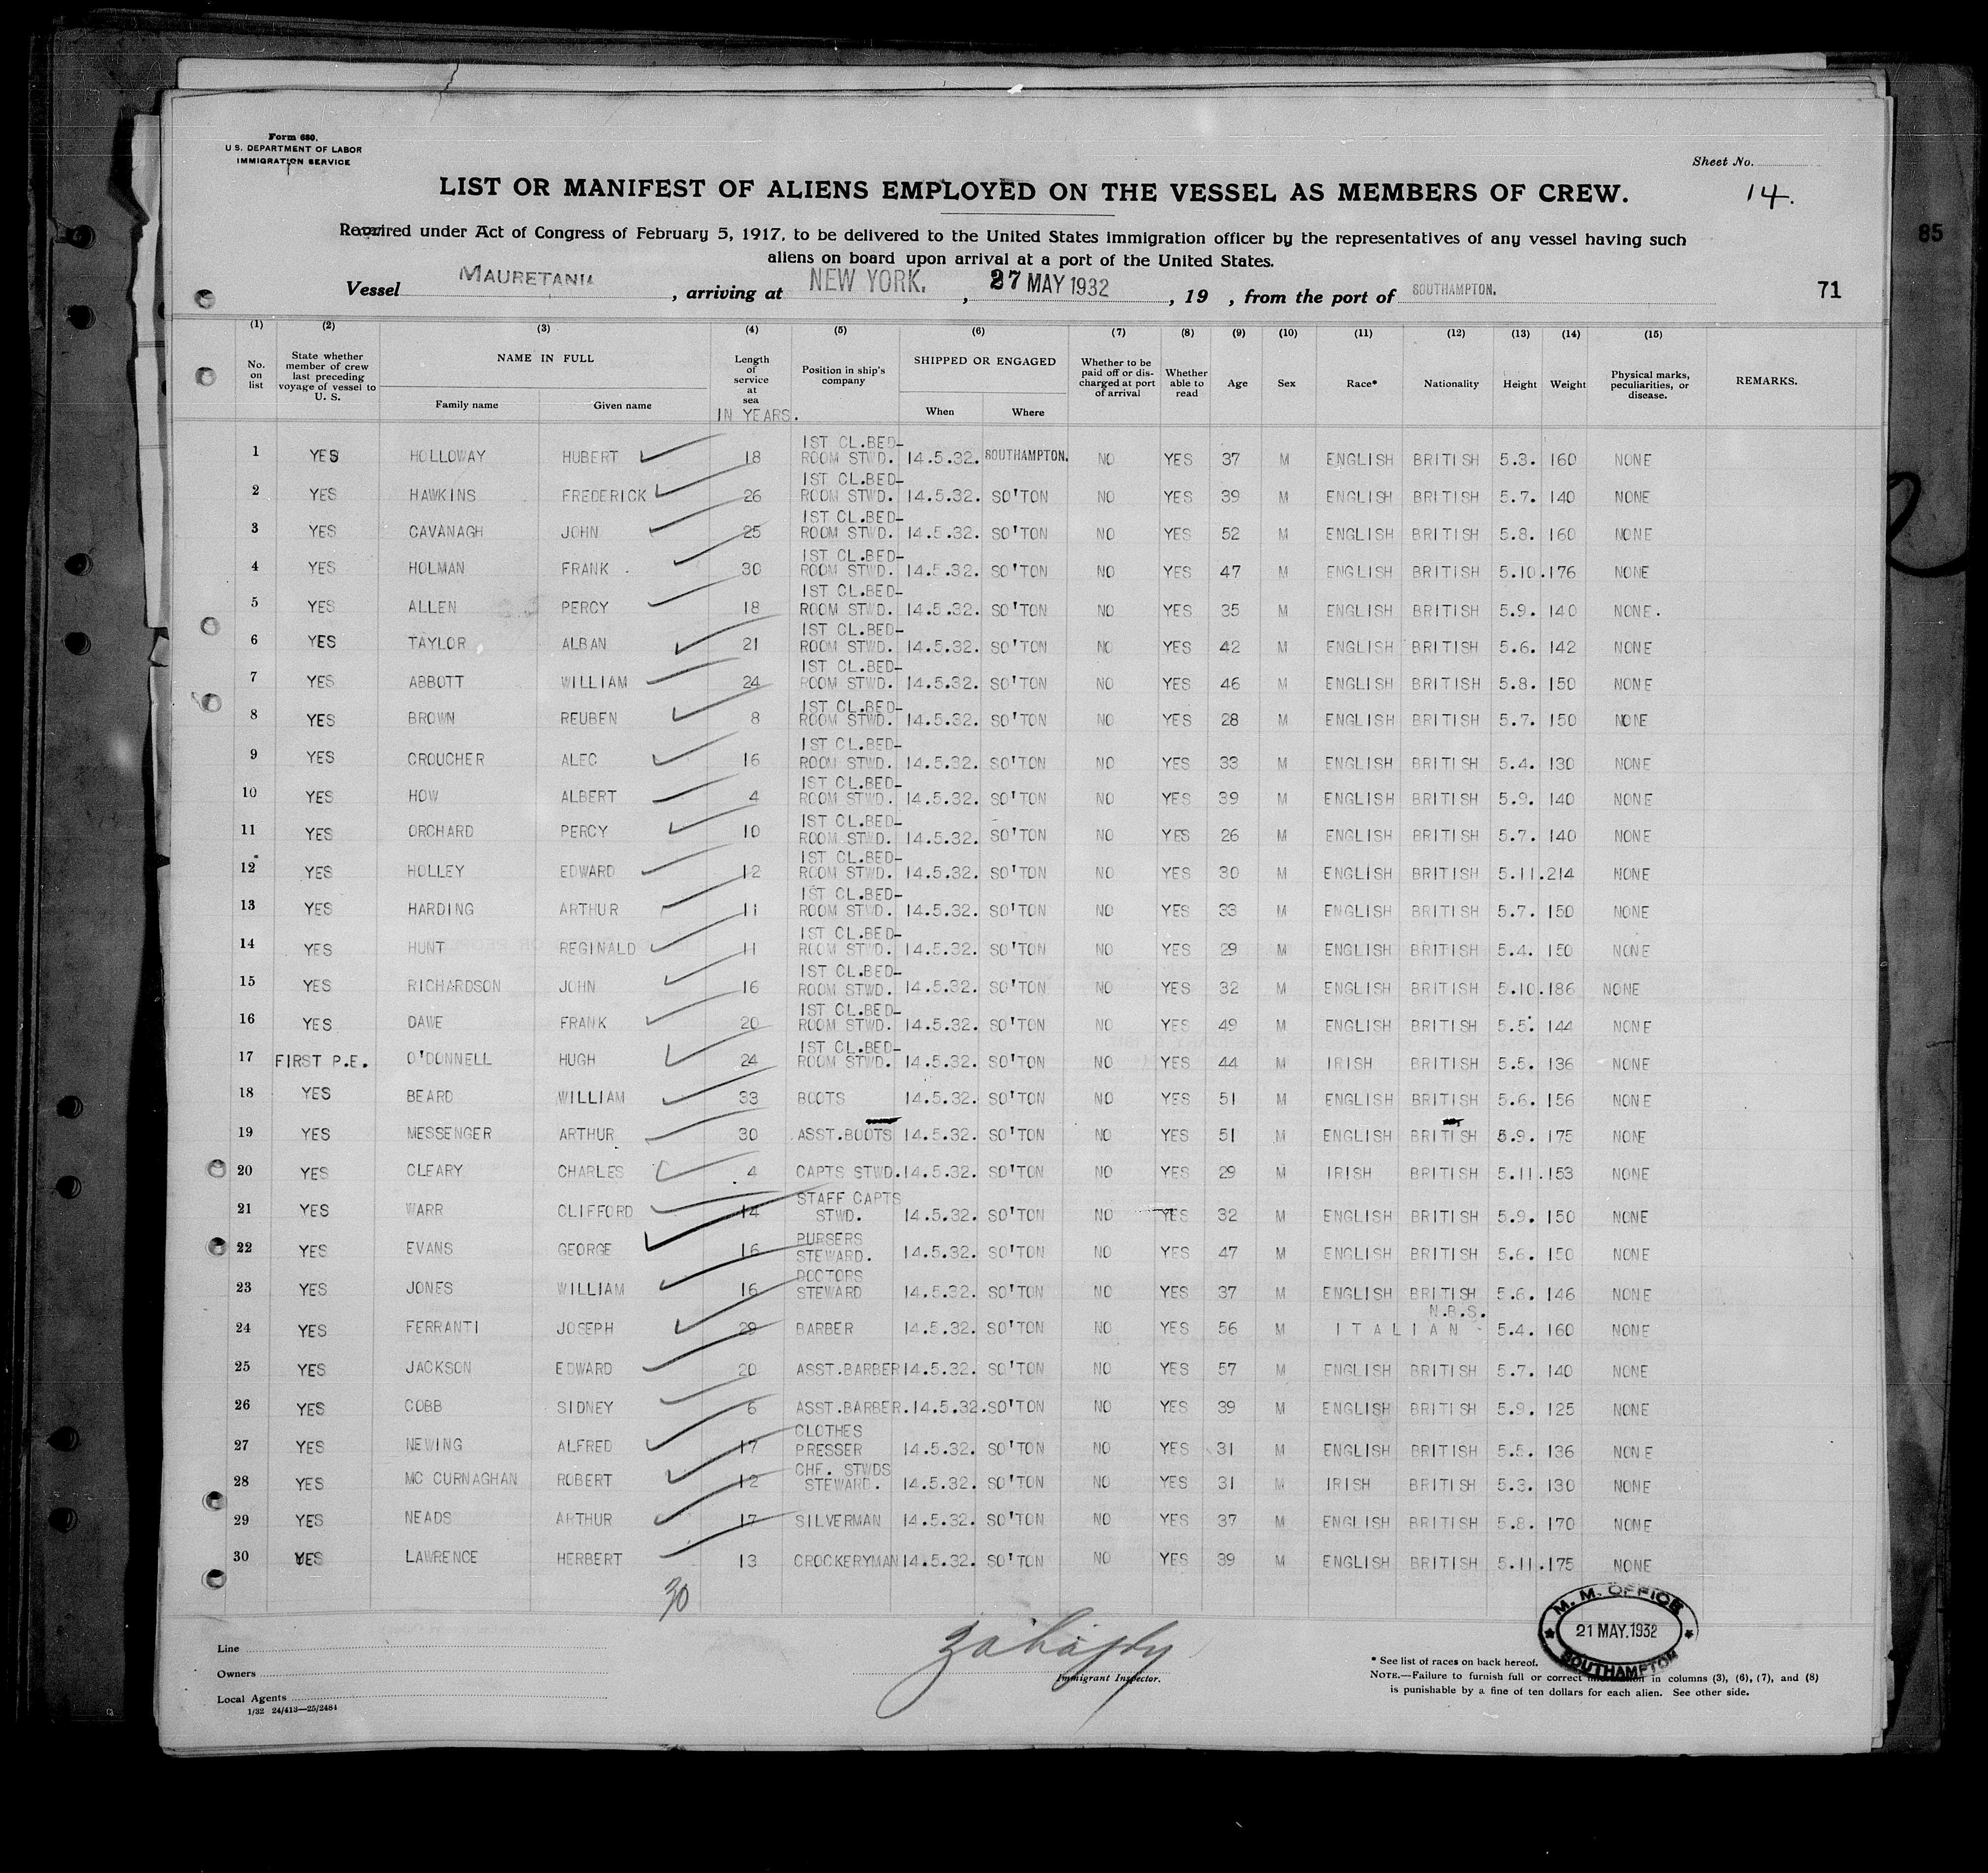 Form 680.
U.S. DEPARTMENT OF LABOR
IMMIGRATION SERVICE
Sheet No.
14.
LIST OR MANIFEST OF ALIENS EMPLOYED ON THE VESSEL AS MEMBERS OF CREW.
85
Required under Act of Congress of February 5, 1917, to be delivered to the United States immigration officer by the representatives of any vessel having such
aliens on board upon arrival at a port of the United States.
Vessel MAURETANIA, arriving at NEW YORK., 27 MAY 1932, 19 , from the port of SOUTHAMPTON. 71
(1) (2) (3) (4) (5) (6) (7) (8) (9) (10) (11) (12) (13) (14) (15)
No. on list State whether member of crew last preceding voyage of vessel to U. S. NAME IN FULL Family name Given name Length of service at sea IN YEARS. Position in ship's company SHIPPED OR ENGAGED When Where Whether to be paid off or discharged at port of arrival Whether able to read Age Sex Race* Nationality Height Weight Physical marks, peculiarities, or disease. REMARKS.
1 YES HOLLOWAY HUBERT 18 1ST CL.BED-ROOM STWD. 14.5.32. SOUTHAMPTON. NO YES 37 M ENGLISH BRITISH 5.3. 160 NONE
2 YES HAWKINS FREDERICK 26 1ST CL.BED-ROOM STWD. 14.5.32. SO'TON NO YES 39 M ENGLISH BRITISH 5.7. 140 NONE
3 YES CAVANAGH JOHN 25 1ST CL.BED-ROOM STWD. 14.5.32. SO'TON NO YES 52 M ENGLISH BRITISH 5.8. 160 NONE
4 YES HOLMAN FRANK . 30 1ST CL.BED-ROOM STWD. 14.5.32. SO'TON NO YES 47 M ENGLISH BRITISH 5.10.176 NONE
5 YES ALLEN PERCY 18 1ST CL.BED-ROOM STWD. 14.5.32. SO'TON NO YES 35 M ENGLISH BRITISH 5.9. 140 NONE.
6 YES TAYLOR ALBAN 21 1ST CL.BED-ROOM STWD. 14.5.32. SO'TON NO YES 42 M ENGLISH BRITISH 5.6. 142 NONE
7 YES ABBOTT WILLIAM 24 1ST CL.BED-ROOM STWD. 14.5.32. SO'TON NO YES 46 M ENGLISH BRITISH 5.8. 150 NONE
8 YES BROWN REUBEN 8 1ST CL.BED-ROOM STWD. 14.5.32. SO'TON NO YES 28 M ENGLISH BRITISH 5.7. 150 NONE
9 YES CROUCHER ALEC 16 1ST CL.BED-ROOM STWD. 14.5.32. SO'TON NO YES 33 M ENGLISH BRITISH 5.4. 130 NONE
10 YES HOW ALBERT 4 1ST CL.BED-ROOM STWD. 14.5.32. SO'TON NO YES 39 M ENGLISH BRITISH 5.9. 140 NONE
11 YES ORCHARD PERCY 10 1ST CL.BED-ROOM STWD. 14.5.32. SO'TON NO YES 26 M ENGLISH BRITISH 5.7. 140 NONE
12 YES HOLLEY EDWARD 12 1ST CL.BED-ROOM STWD. 14.5.32. SO'TON NO YES 30 M ENGLISH BRITISH 5.11.214 NONE
13 YES HARDING ARTHUR 11 1ST CL.BED-ROOM STWD. 14.5.32. SO'TON NO YES 33 M ENGLISH BRITISH 5.7. 150 NONE
14 YES HUNT REGINALD 11 1ST CL.BED-ROOM STWD. 14.5.32. SO'TON NO YES 29 M ENGLISH BRITISH 5.4. 150 NONE
15 YES RICHARDSON JOHN 16 1ST CL.BED-ROOM STWD. 14.5.32. SO'TON NO YES 32 M ENGLISH BRITISH 5.10.186 NONE
16 YES DAWE FRANK 20 1ST CL.BED-ROOM STWD. 14.5.32. SO'TON NO YES 49 M ENGLISH BRITISH 5.5. 144 NONE
17 FIRST P.E. O'DONNELL HUGH 24 1ST CL.BED-ROOM STWD. 14.5.32. SO'TON NO YES 44 M IRISH BRITISH 5.5. 136 NONE
18 YES BEARD WILLIAM 33 BOOTS 14.5.32. SO'TON NO YES 51 M ENGLISH BRITISH 5.6. 156 NONE
19 YES MESSENGER ARTHUR 30 ASST.BOOTS 14.5.32. SO'TON NO YES 51 M ENGLISH BRITISH 5.9. 175 NONE
20 YES CLEARY CHARLES 4 CAPTS STWD. 14.5.32. SO'TON NO YES 29 M IRISH BRITISH 5.11.153 NONE
21 YES WARR CLIFFORD 14 STAFF CAPTS STWD. 14.5.32. SO'TON NO YES 32 M ENGLISH BRITISH 5.9. 150 NONE
22 YES EVANS GEORGE 16 PURSERS STEWARD. 14.5.32. SO'TON NO YES 47 M ENGLISH BRITISH 5.6. 150 NONE
23 YES JONES WILLIAM 16 DOCTORS STEWARD 14.5.32. SO'TON NO YES 37 M ENGLISH BRITISH 5.6. 146 NONE
24 YES FERRANTI JOSEPH 29 BARBER 14.5.32. SO'TON NO YES 56 M ITALIAN N.B.S. 5.4. 160 NONE
25 YES JACKSON EDWARD 20 ASST.BARBER 14.5.32. SO'TON NO YES 57 M ENGLISH BRITISH 5.7. 140 NONE
26 YES COBB SIDNEY 6 ASST.BARBER. 14.5.32. SO'TON NO YES 39 M ENGLISH BRITISH 5.9. 125 NONE
27 YES NEWING ALFRED 17 CLOTHES PRESSER 14.5.32. SO'TON NO YES 31 M ENGLISH BRITISH 5.5. 136 NONE
28 YES MC CURNAGHAN ROBERT 12 CHF. STWDS STEWARD. 14.5.32. SO'TON NO YES 31 M IRISH BRITISH 5.3. 130 NONE
29 YES NEADS ARTHUR 17 SILVERMAN 14.5.32. SO'TON NO YES 37 M ENGLISH BRITISH 5.8. 170 NONE
30 YES LAWRENCE HERBERT 13 CROCKERYMAN 14.5.32. SO'TON NO YES 39 M ENGLISH BRITISH 5.11.175 NONE
30
M. M. OFFICE
21 MAY.1932
SOUTHAMPTON
Line
Owners
Local Agents
1/32 24/413—25/2484
Immigrant Inspector.
* See list of races on back hereof.
NOTE.—Failure to furnish full or correct information in columns (3), (6), (7), and (8)
is punishable by a fine of ten dollars for each alien. See other side.